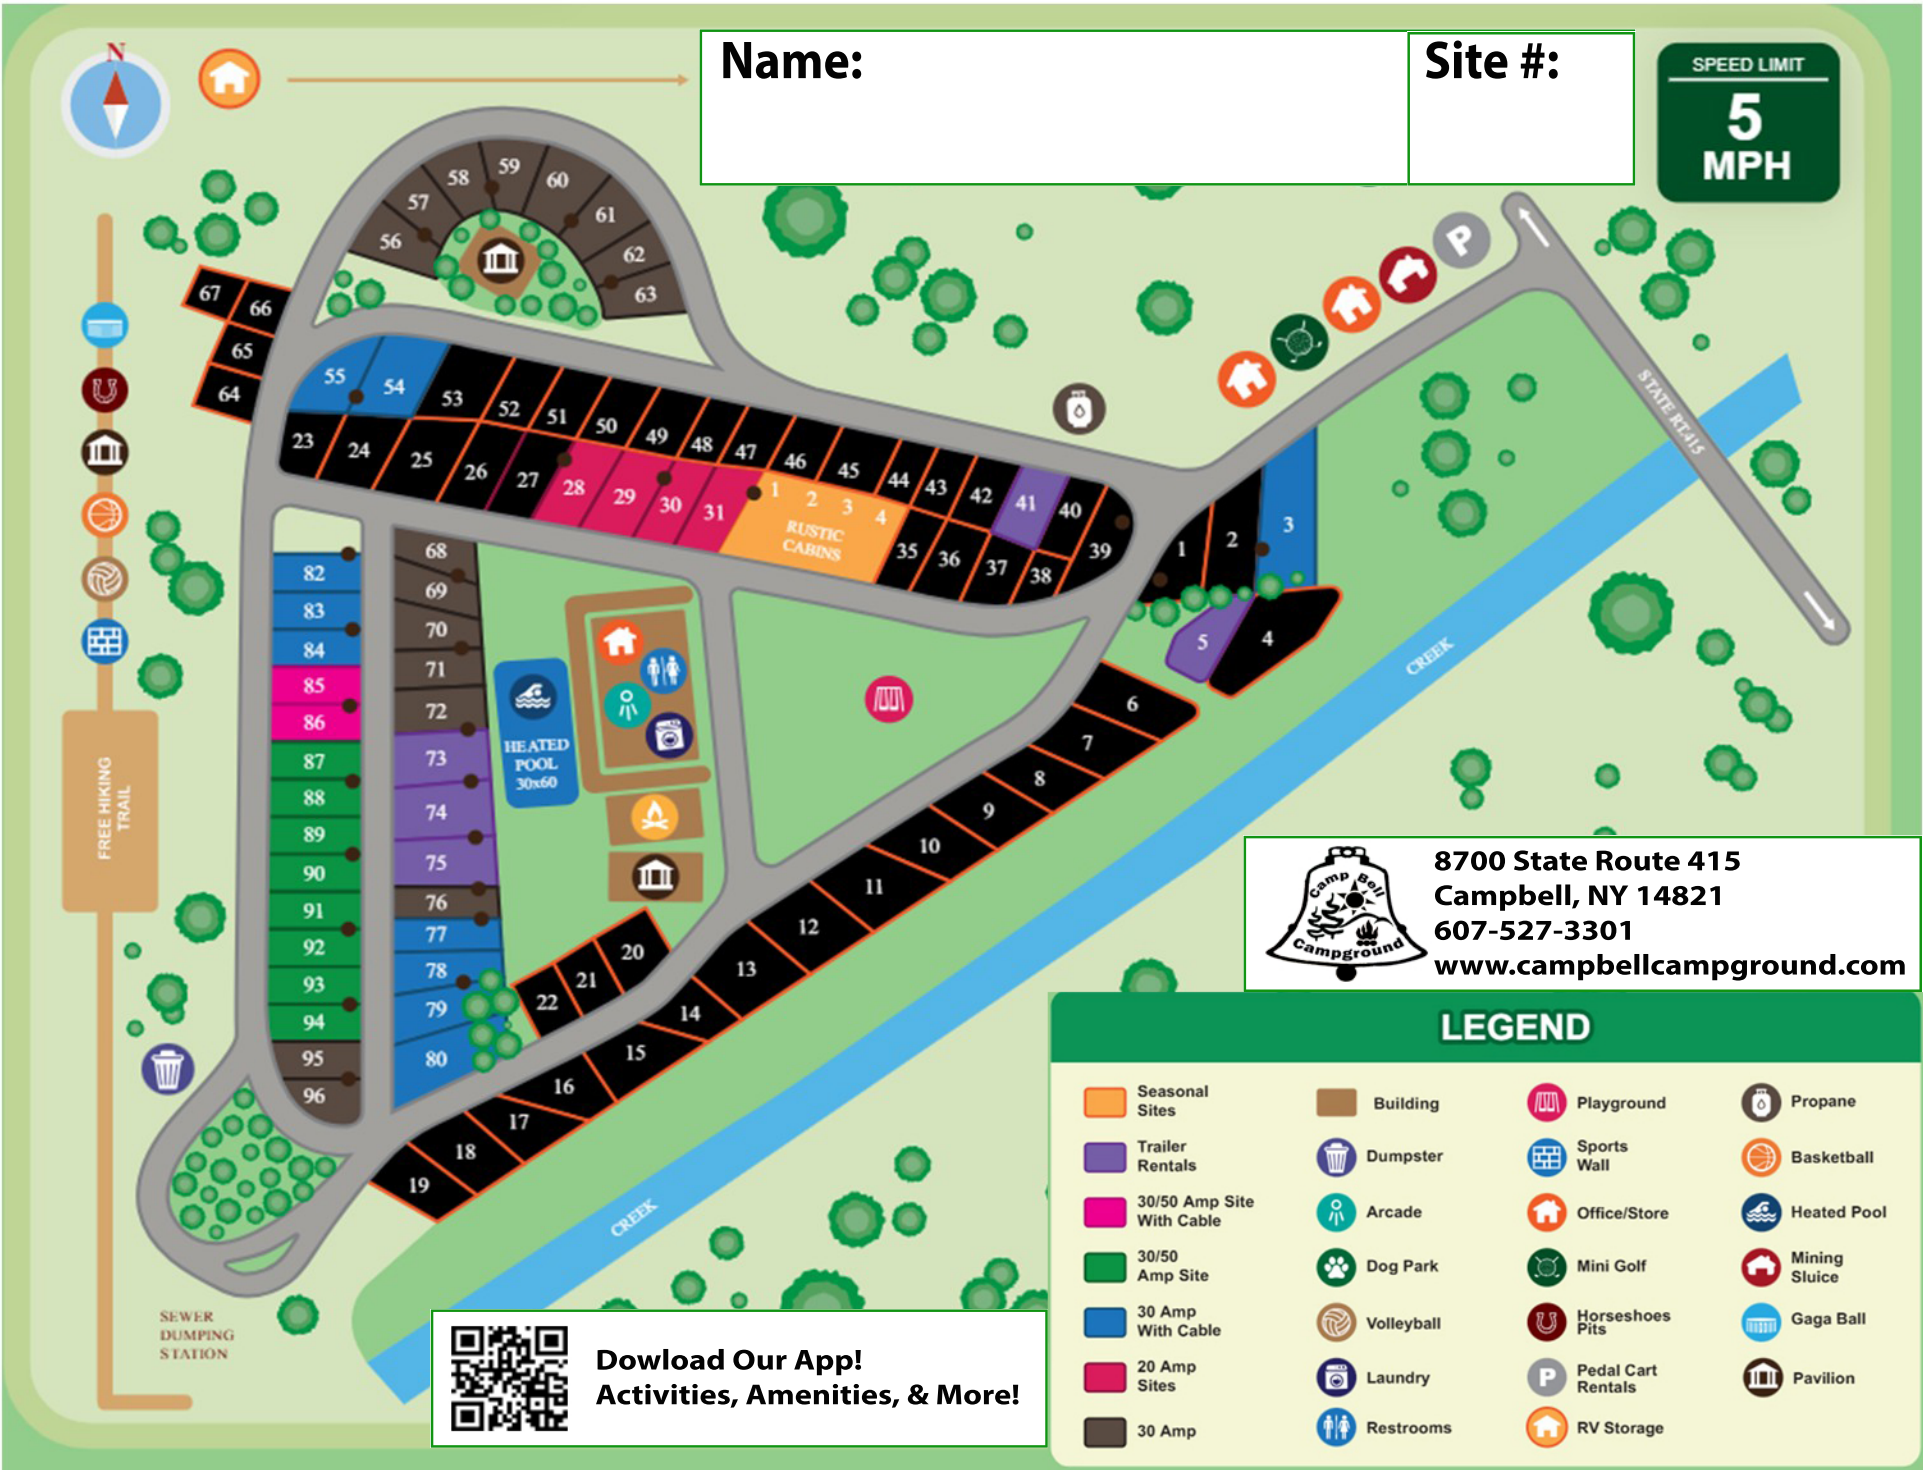 N
Name:
Site #:
SPEED LIMIT
5
MPH
P
59
58
60
57
61
56
62
63
67
66
65
64
STATE RT.415
55
54
53
52
51
50
49
48
47
46
45
44
43
42
41
40
39
23
24
25
26
27
28
29
30
31
1
2
3
4
RUSTIC
CABINS
35
36
37
38
1
2
3
4
5
68
69
70
71
72
73
74
75
76
77
78
79
80
82
83
84
85
86
87
88
89
90
91
92
93
94
95
96
HEATED
POOL
30x60
FREE HIKING
TRAIL
6
7
8
9
10
11
12
13
14
15
16
17
18
19
20
21
22
CREEK
CREEK
SEWER
DUMPING
STATION
Camp Bell
Campground
8700 State Route 415
Campbell, NY 14821
607-527-3301
www.campbellcampground.com
Dowload Our App!
Activities, Amenities, & More!
LEGEND
Seasonal
Sites
Trailer
Rentals
30/50 Amp Site
With Cable
30/50
Amp Site
30 Amp
With Cable
20 Amp
Sites
30 Amp
Building
Dumpster
Arcade
Dog Park
Volleyball
Laundry
Restrooms
Playground
Sports
Wall
Office/Store
Mini Golf
Horseshoes
Pits
P
Pedal Cart
Rentals
RV Storage
Propane
Basketball
Heated Pool
Mining
Sluice
Gaga Ball
Pavilion